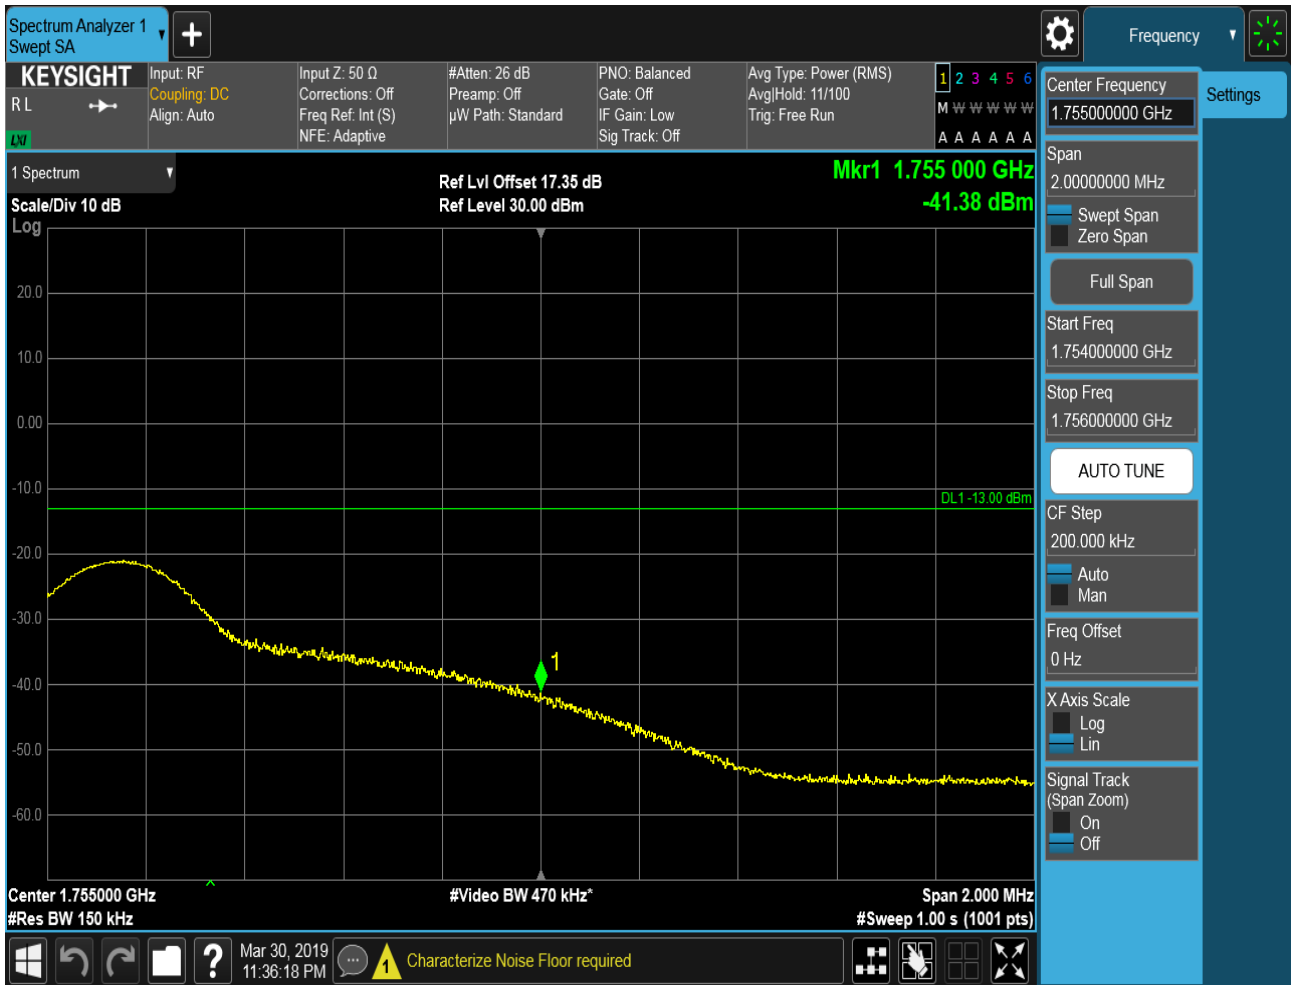 Spectrum Analyzer 1
Swept SA
Frequency
KEYSIGHT
R L
LXI
Input: RF
Coupling: DC
Align: Auto
Input Z: 50 Ω
Corrections: Off
Freq Ref: Int (S)
NFE: Adaptive
#Atten: 26 dB
Preamp: Off
µW Path: Standard
PNO: Balanced
Gate: Off
IF Gain: Low
Sig Track: Off
Avg Type: Power (RMS)
Avg|Hold: 11/100
Trig: Free Run
1 2 3 4 5 6
M W W W W W
A A A A A A
1 Spectrum
Scale/Div 10 dB
Log
Ref Lvl Offset 17.35 dB
Ref Level 30.00 dBm
Mkr1 1.755 000 GHz
-41.38 dBm
20.0
10.0
0.00
-10.0
-20.0
-30.0
-40.0
-50.0
-60.0
DL1 -13.00 dBm
1
Center 1.755000 GHz
#Res BW 150 kHz
#Video BW 470 kHz*
Span 2.000 MHz
#Sweep 1.00 s (1001 pts)
Center Frequency
1.755000000 GHz
Settings
Span
2.00000000 MHz
Swept Span
Zero Span
Full Span
Start Freq
1.754000000 GHz
Stop Freq
1.756000000 GHz
AUTO TUNE
CF Step
200.000 kHz
Auto
Man
Freq Offset
0 Hz
X Axis Scale
Log
Lin
Signal Track
(Span Zoom)
On
Off
?
Mar 30, 2019
11:36:18 PM
1
Characterize Noise Floor required